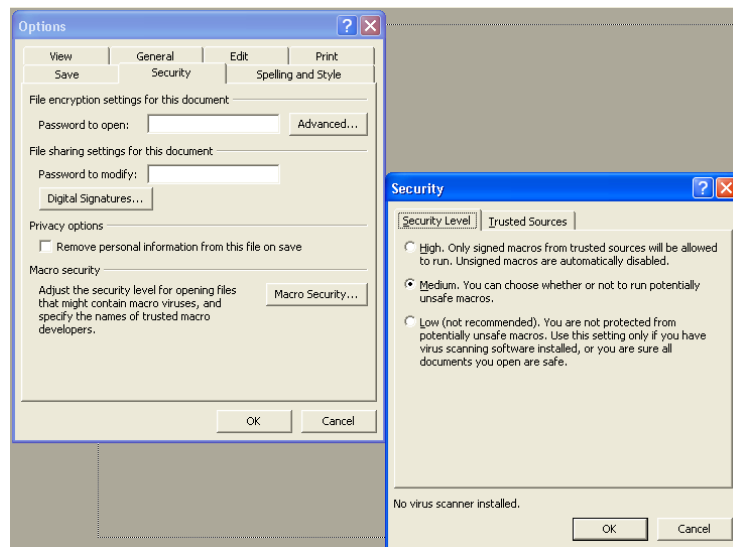 Options
View General Edit Print
Save Security Spelling and Style
File encryption settings for this document
Password to open: Advanced...
File sharing settings for this document
Password to modify:
Digital Signatures...
Privacy options
Remove personal information from this file on save
Macro security
Adjust the security level for opening files
that might contain macro viruses, and
specify the names of trusted macro
developers.
Macro Security...
OK Cancel
Security
Security Level Trusted Sources
High. Only signed macros from trusted sources will be allowed
to run. Unsigned macros are automatically disabled.
Medium. You can choose whether or not to run potentially
unsafe macros.
Low (not recommended). You are not protected from
potentially unsafe macros. Use this setting only if you have
virus scanning software installed, or you are sure all
documents you open are safe.
No virus scanner installed.
OK Cancel